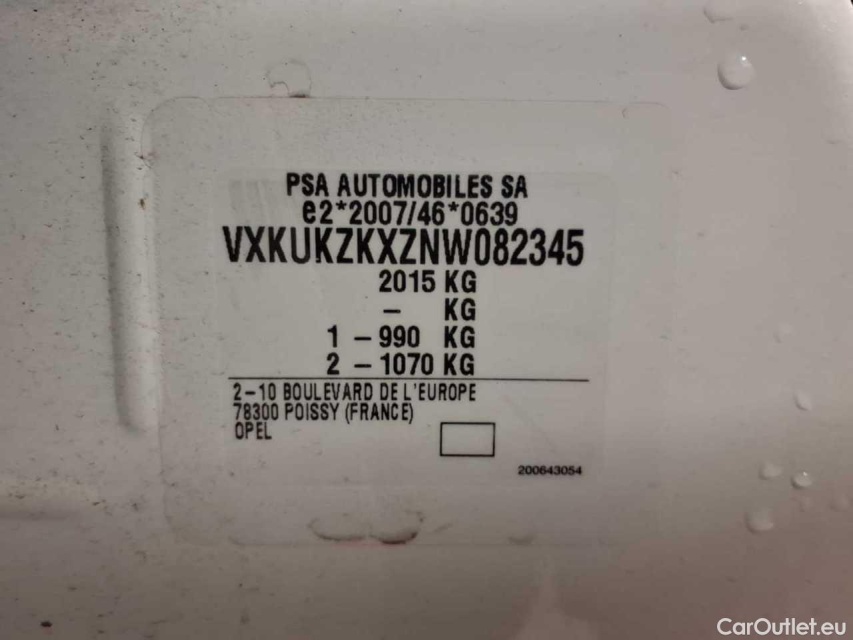 PSA AUTOMOBILES SA
e2*2007/46*0639
VXKUKZKXZNW082345
2015 KG
– KG
1 – 990 KG
2 – 1070 KG
2–10 BOULEVARD DE L'EUROPE
78300 POISSY (FRANCE)
OPEL
200643054
CarOutlet.eu